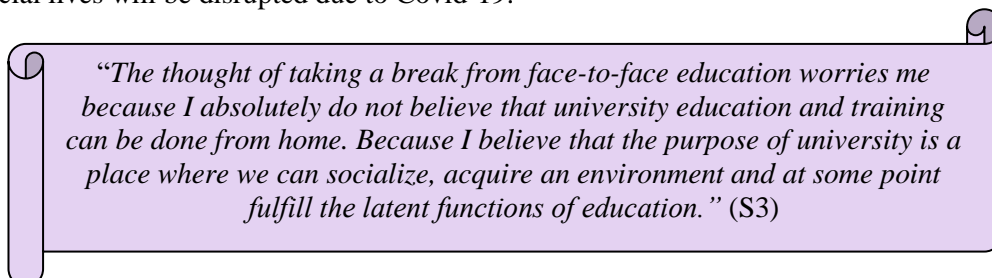 lives will be disrupted due to Covid-19.
“The thought of taking a break from face-to-face education worries me
because I absolutely do not believe that university education and training
can be done from home. Because I believe that the purpose of university is a
place where we can socialize, acquire an environment and at some point
fulfill the latent functions of education.” (S3)